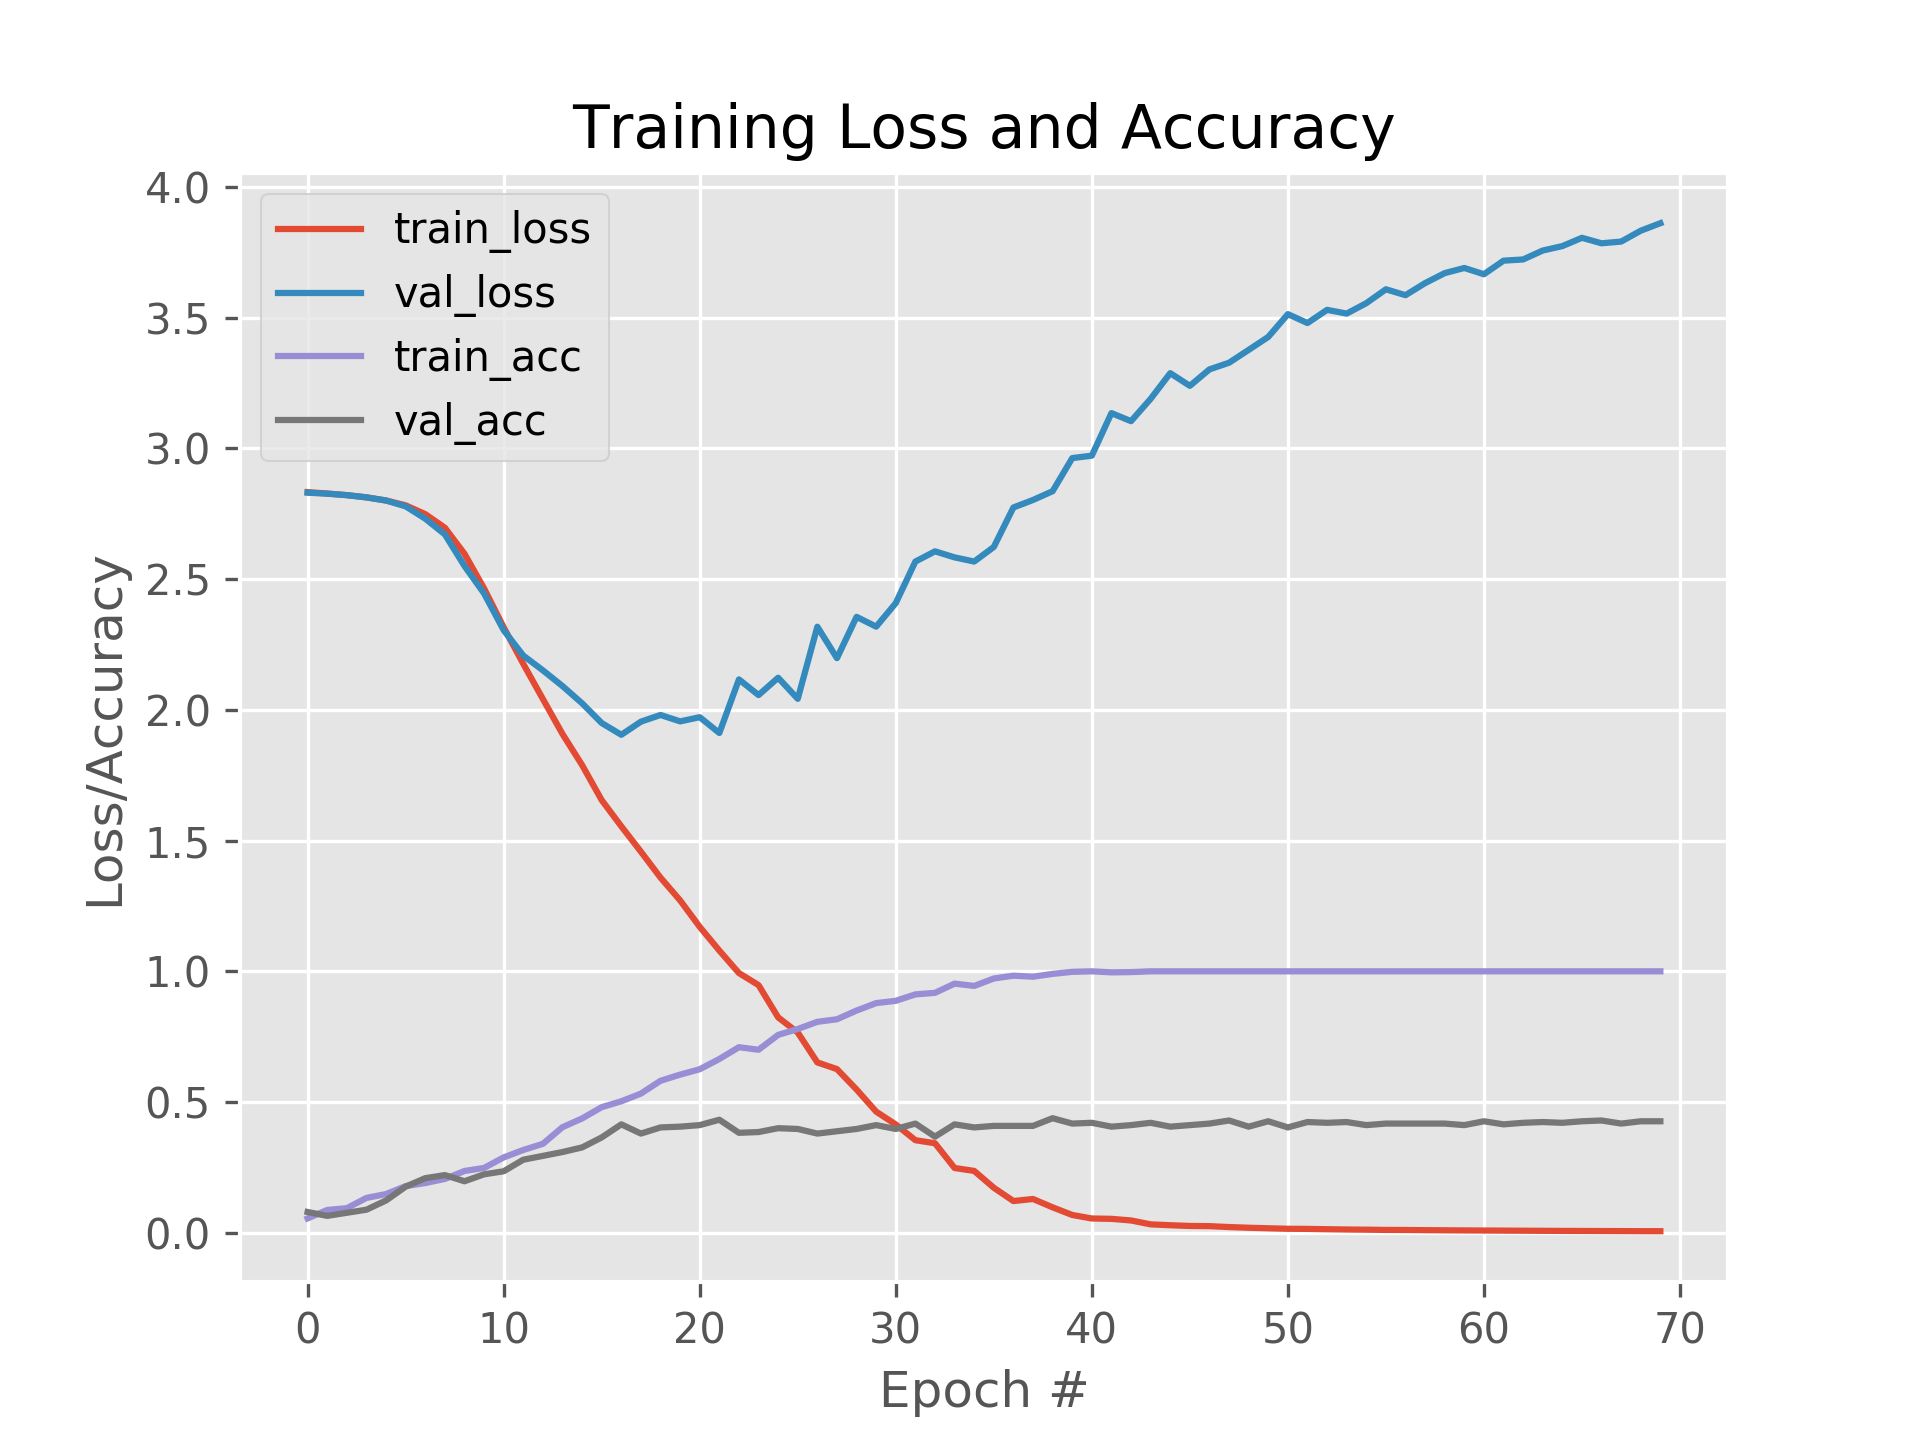 Training Loss and Accuracy
4.0
3.5
3.0
2.5
2.0
1.5
1.0
0.5
0.0
Loss/Accuracy
train_loss
val_loss
train_acc
val_acc
0 10 20 30 40 50 60 70
Epoch #